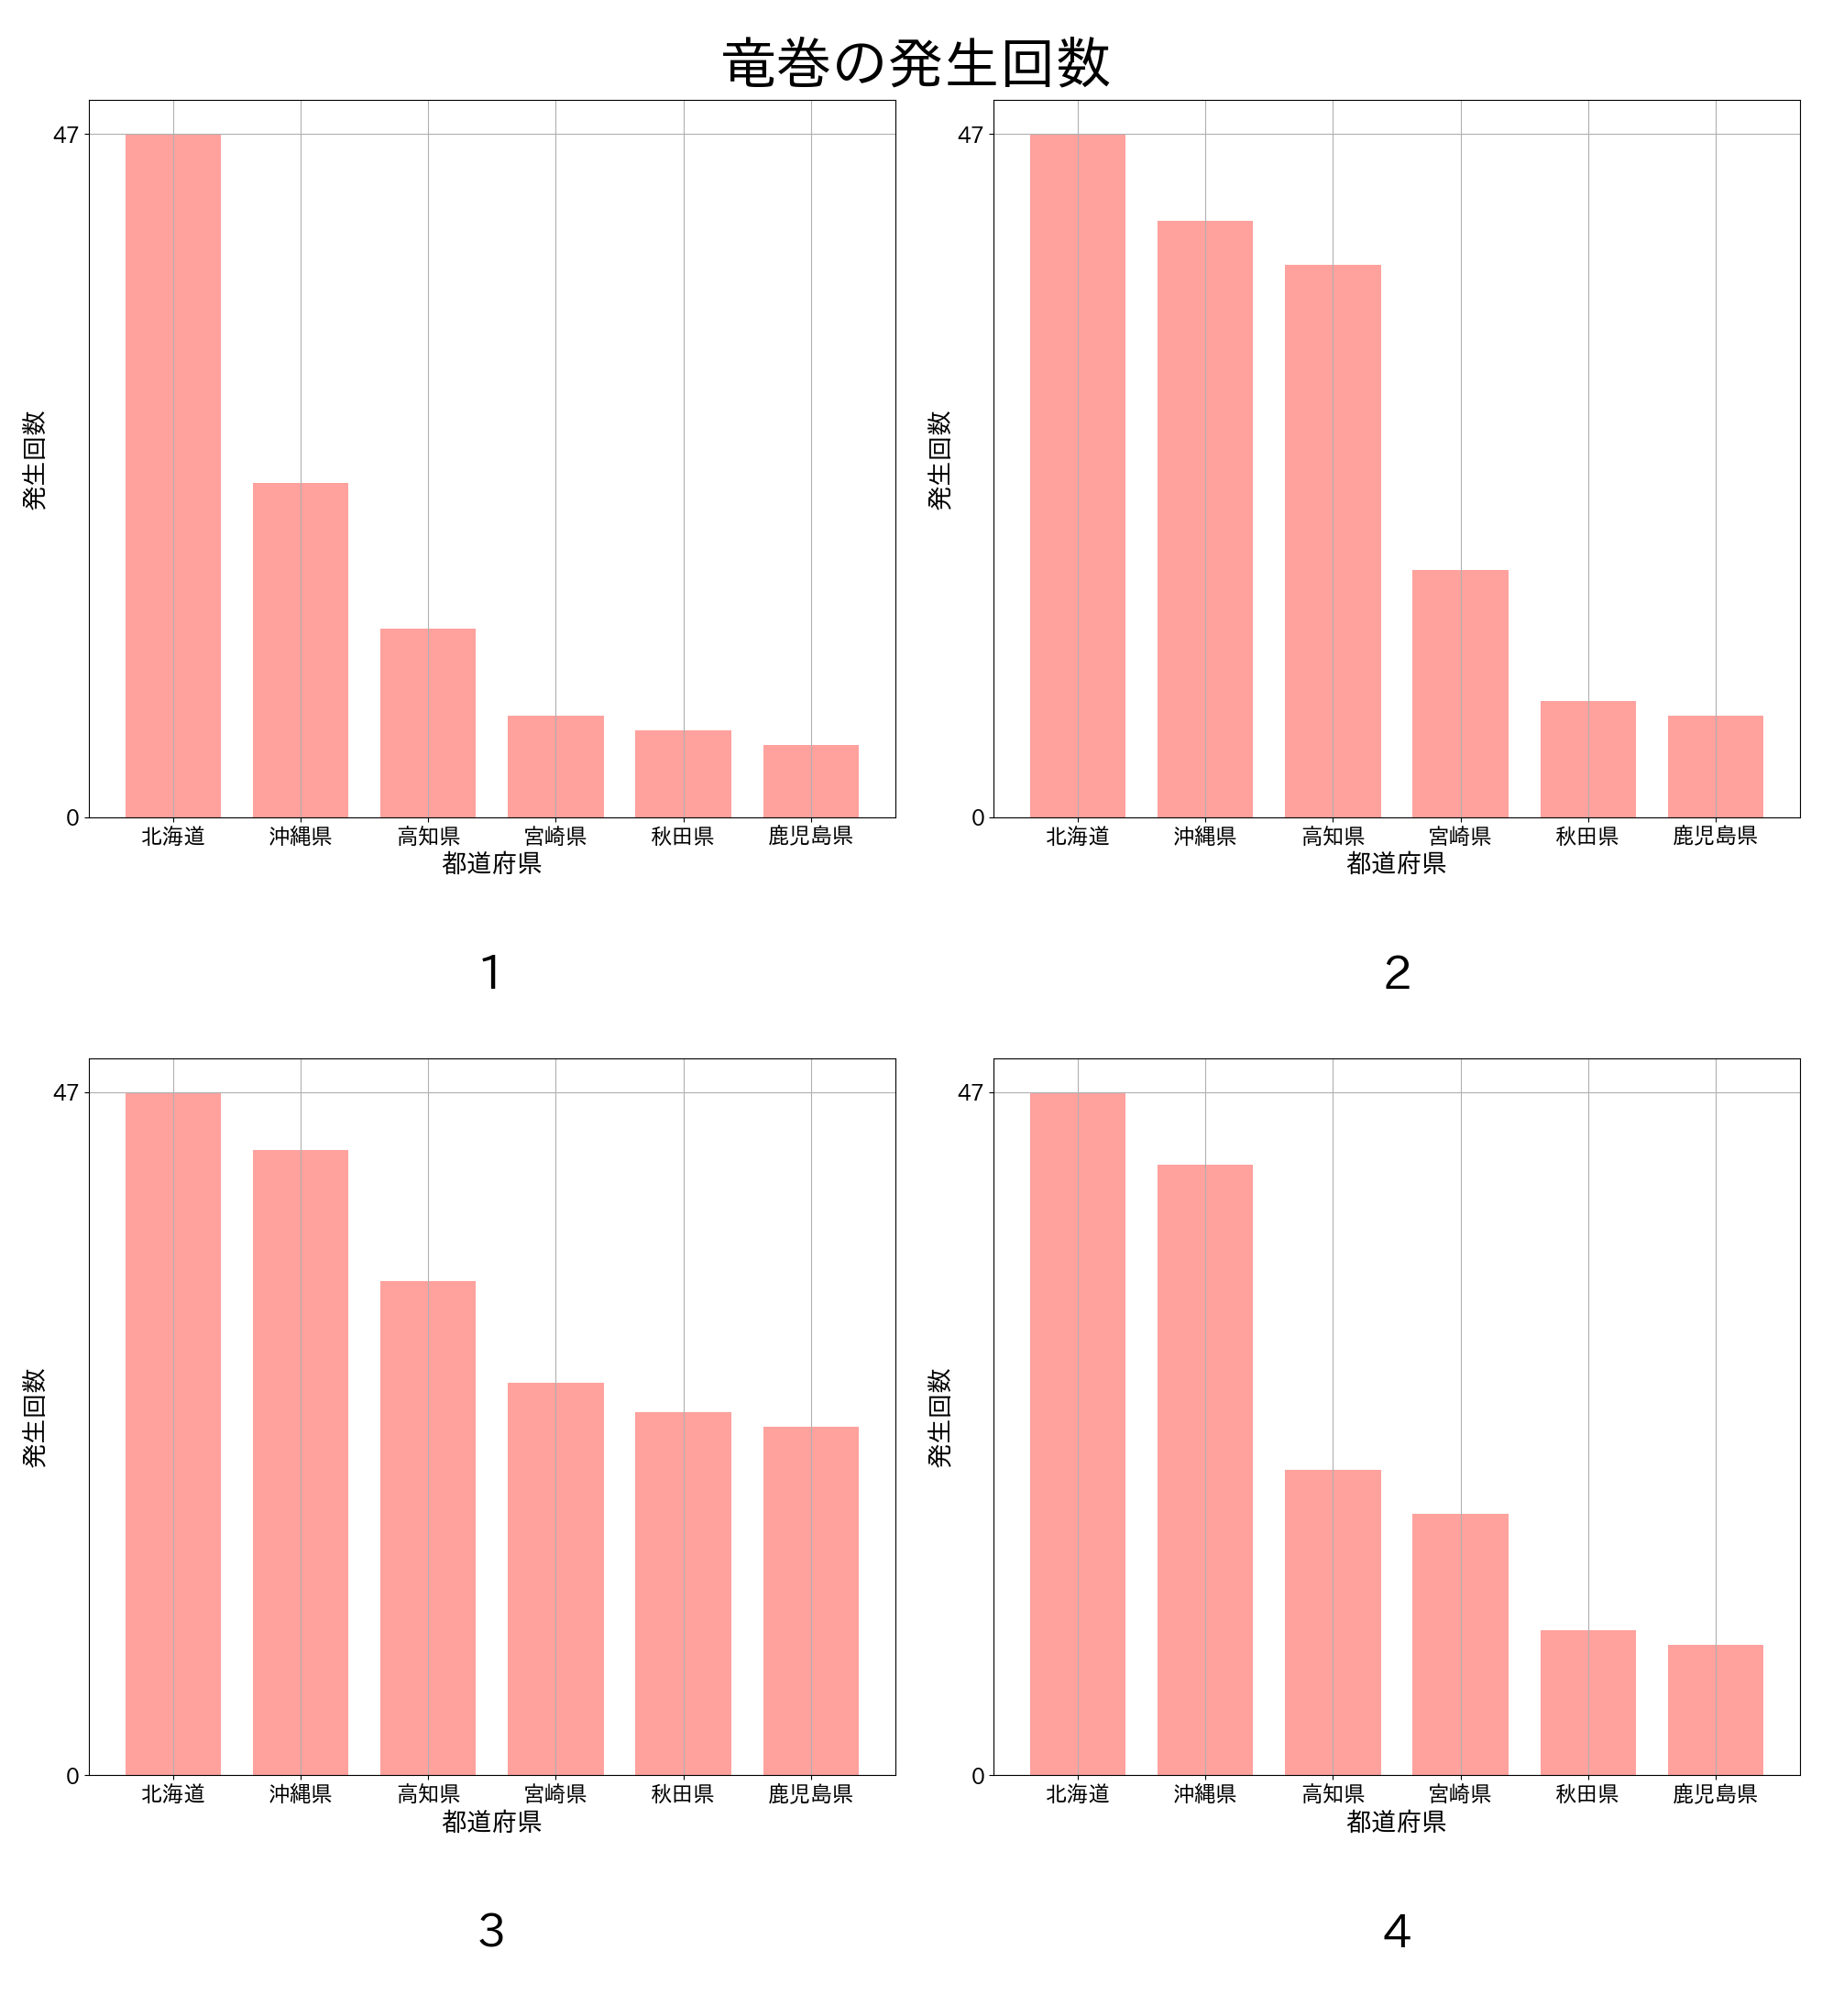 竜巻の発生回数
47
0
発生回数
北海道 沖縄県 高知県 宮崎県 秋田県 鹿児島県
都道府県
1
47
0
発生回数
北海道 沖縄県 高知県 宮崎県 秋田県 鹿児島県
都道府県
2
47
0
発生回数
北海道 沖縄県 高知県 宮崎県 秋田県 鹿児島県
都道府県
3
47
0
発生回数
北海道 沖縄県 高知県 宮崎県 秋田県 鹿児島県
都道府県
4